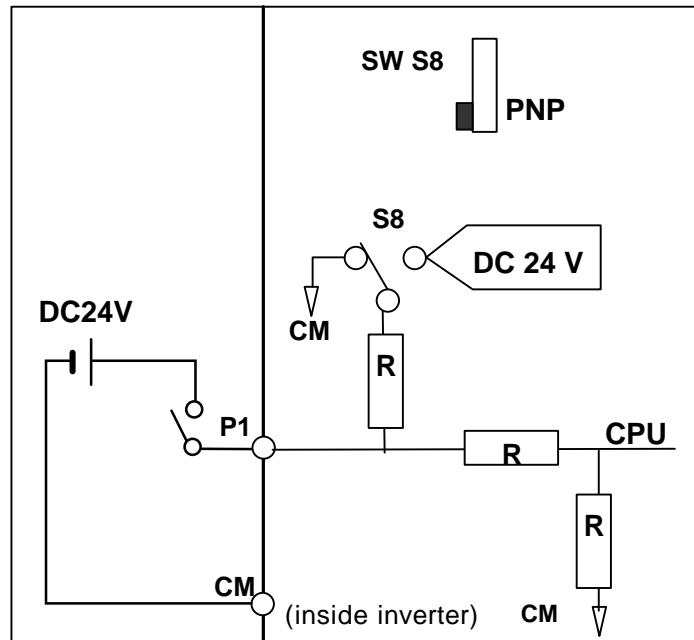 SW S8
PNP
S8
DC 24 V
CM
DC24V
R
P1
R
CPU
R
CM
(inside inverter)
CM